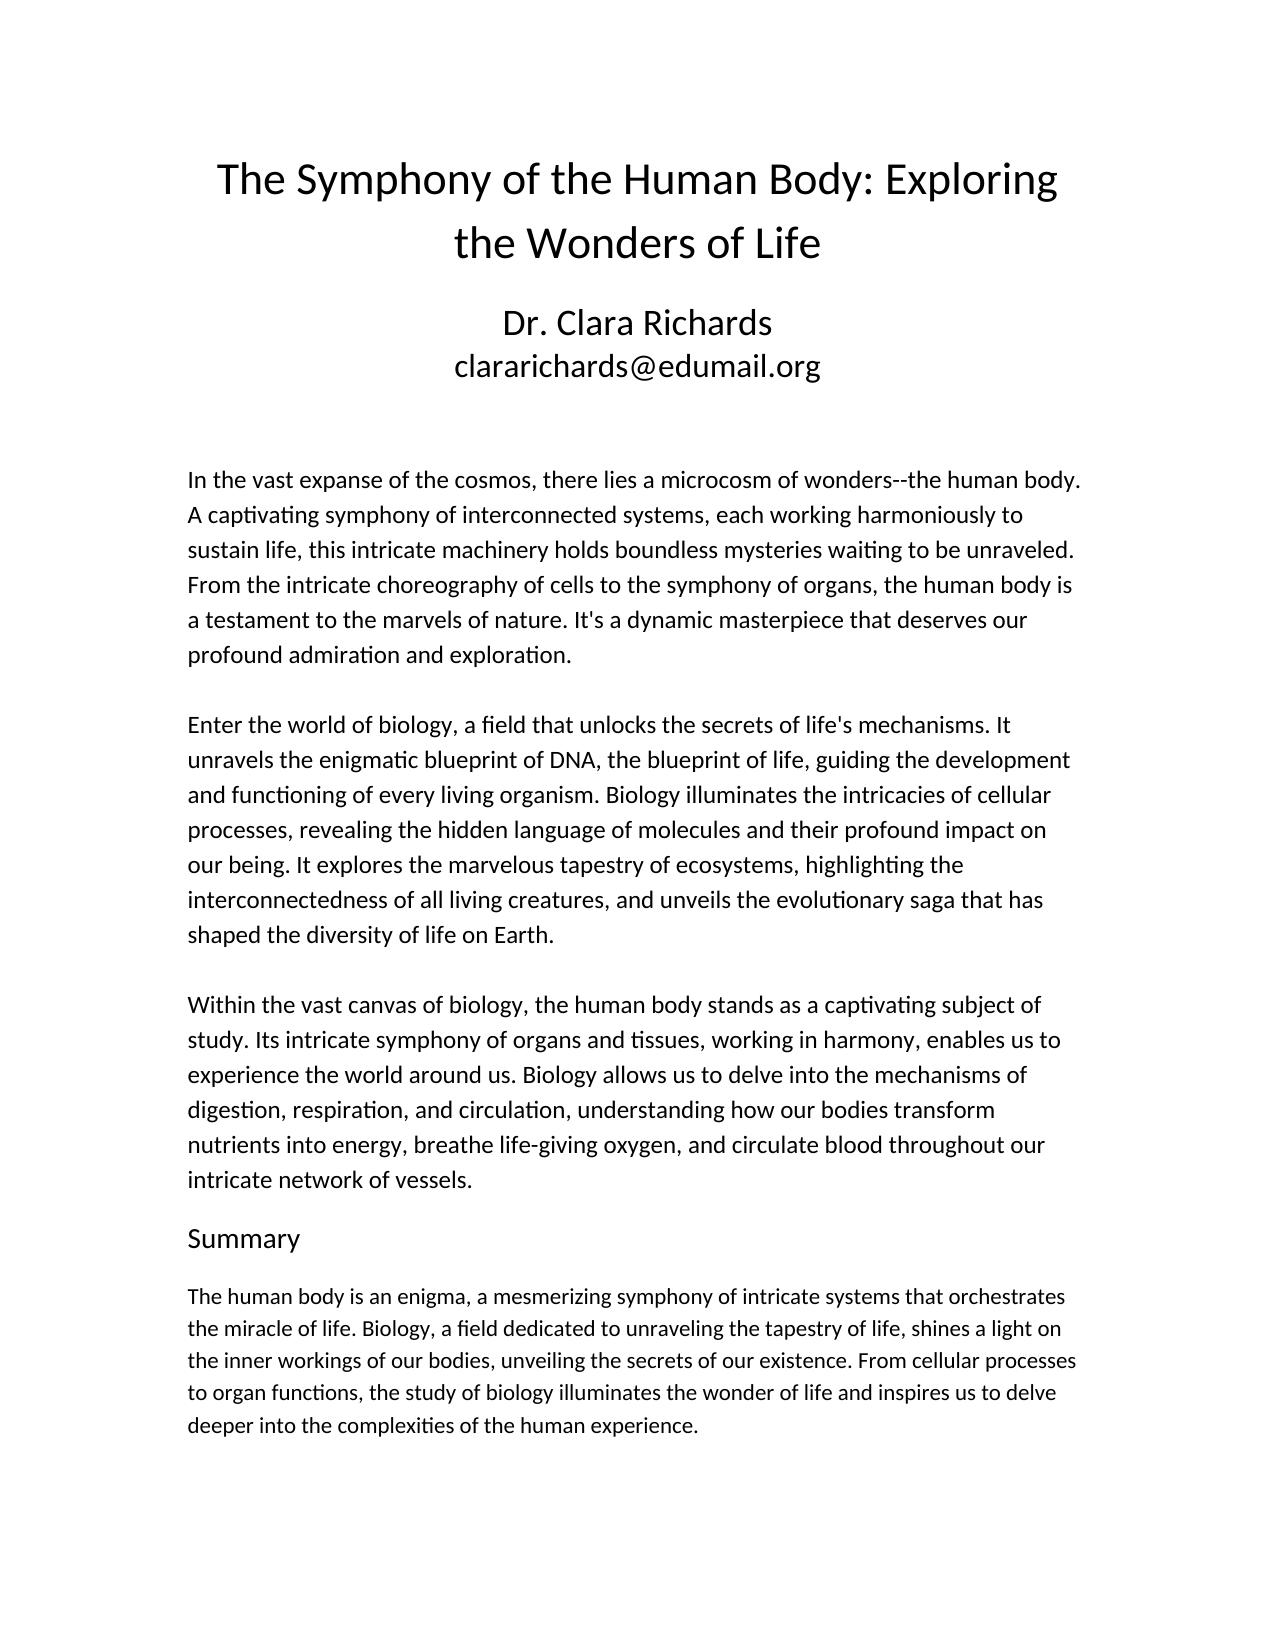 The Symphony of the Human Body: Exploring
the Wonders of Life
Dr. Clara Richards
clararichards@edumail.org
In the vast expanse of the cosmos, there lies a microcosm of wonders--the human body.
A captivating symphony of interconnected systems, each working harmoniously to
sustain life, this intricate machinery holds boundless mysteries waiting to be unraveled.
From the intricate choreography of cells to the symphony of organs, the human body is
a testament to the marvels of nature. It's a dynamic masterpiece that deserves our
profound admiration and exploration.
Enter the world of biology, a field that unlocks the secrets of life's mechanisms. It
unravels the enigmatic blueprint of DNA, the blueprint of life, guiding the development
and functioning of every living organism. Biology illuminates the intricacies of cellular
processes, revealing the hidden language of molecules and their profound impact on
our being. It explores the marvelous tapestry of ecosystems, highlighting the
interconnectedness of all living creatures, and unveils the evolutionary saga that has
shaped the diversity of life on Earth.
Within the vast canvas of biology, the human body stands as a captivating subject of
study. Its intricate symphony of organs and tissues, working in harmony, enables us to
experience the world around us. Biology allows us to delve into the mechanisms of
digestion, respiration, and circulation, understanding how our bodies transform
nutrients into energy, breathe life-giving oxygen, and circulate blood throughout our
intricate network of vessels.
Summary
The human body is an enigma, a mesmerizing symphony of intricate systems that orchestrates
the miracle of life. Biology, a field dedicated to unraveling the tapestry of life, shines a light on
the inner workings of our bodies, unveiling the secrets of our existence. From cellular processes
to organ functions, the study of biology illuminates the wonder of life and inspires us to delve
deeper into the complexities of the human experience.